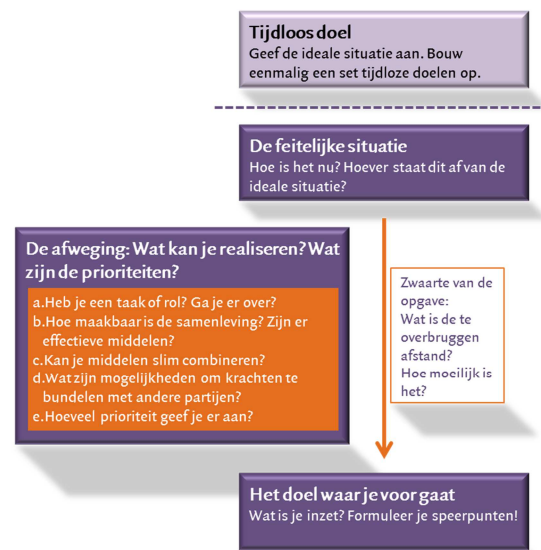 Tijdloos doel
Geef de ideale situatie aan. Bouw
eenmalig een set tijdloze doelen op.
De feitelijke situatie
Hoe is het nu? Hoever staat dit af van de
ideale situatie?
De afweging: Wat kan je realiseren? Wat
zijn de prioriteiten?
a.Heb je een taak of rol? Ga je er over?
b.Hoe maakbaar is de samenleving? Zijn er
effectieve middelen?
c.Kan je middelen slim combineren?
d.Wat zijn mogelijkheden om krachten te
bundelen met andere partijen?
e.Hoeveel prioriteit geef je er aan?
Zwaarte van de
opgave:
Wat is de te
overbruggen
afstand?
Hoe moeilijk is
het?
Het doel waar je voor gaat
Wat is je inzet? Formuleer je speerpunten!